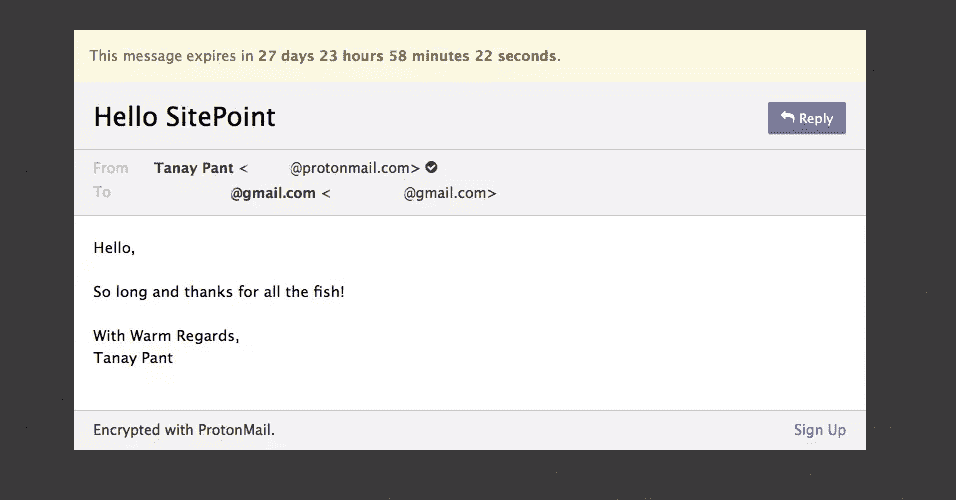 This message expires in 27 days 23 hours 58 minutes 22 seconds.
Hello SitePoint
Reply
From Tanay Pant < @protonmail.com>
To @gmail.com < @gmail.com>
Hello,
So long and thanks for all the fish!
With Warm Regards,
Tanay Pant
Encrypted with ProtonMail.
Sign Up